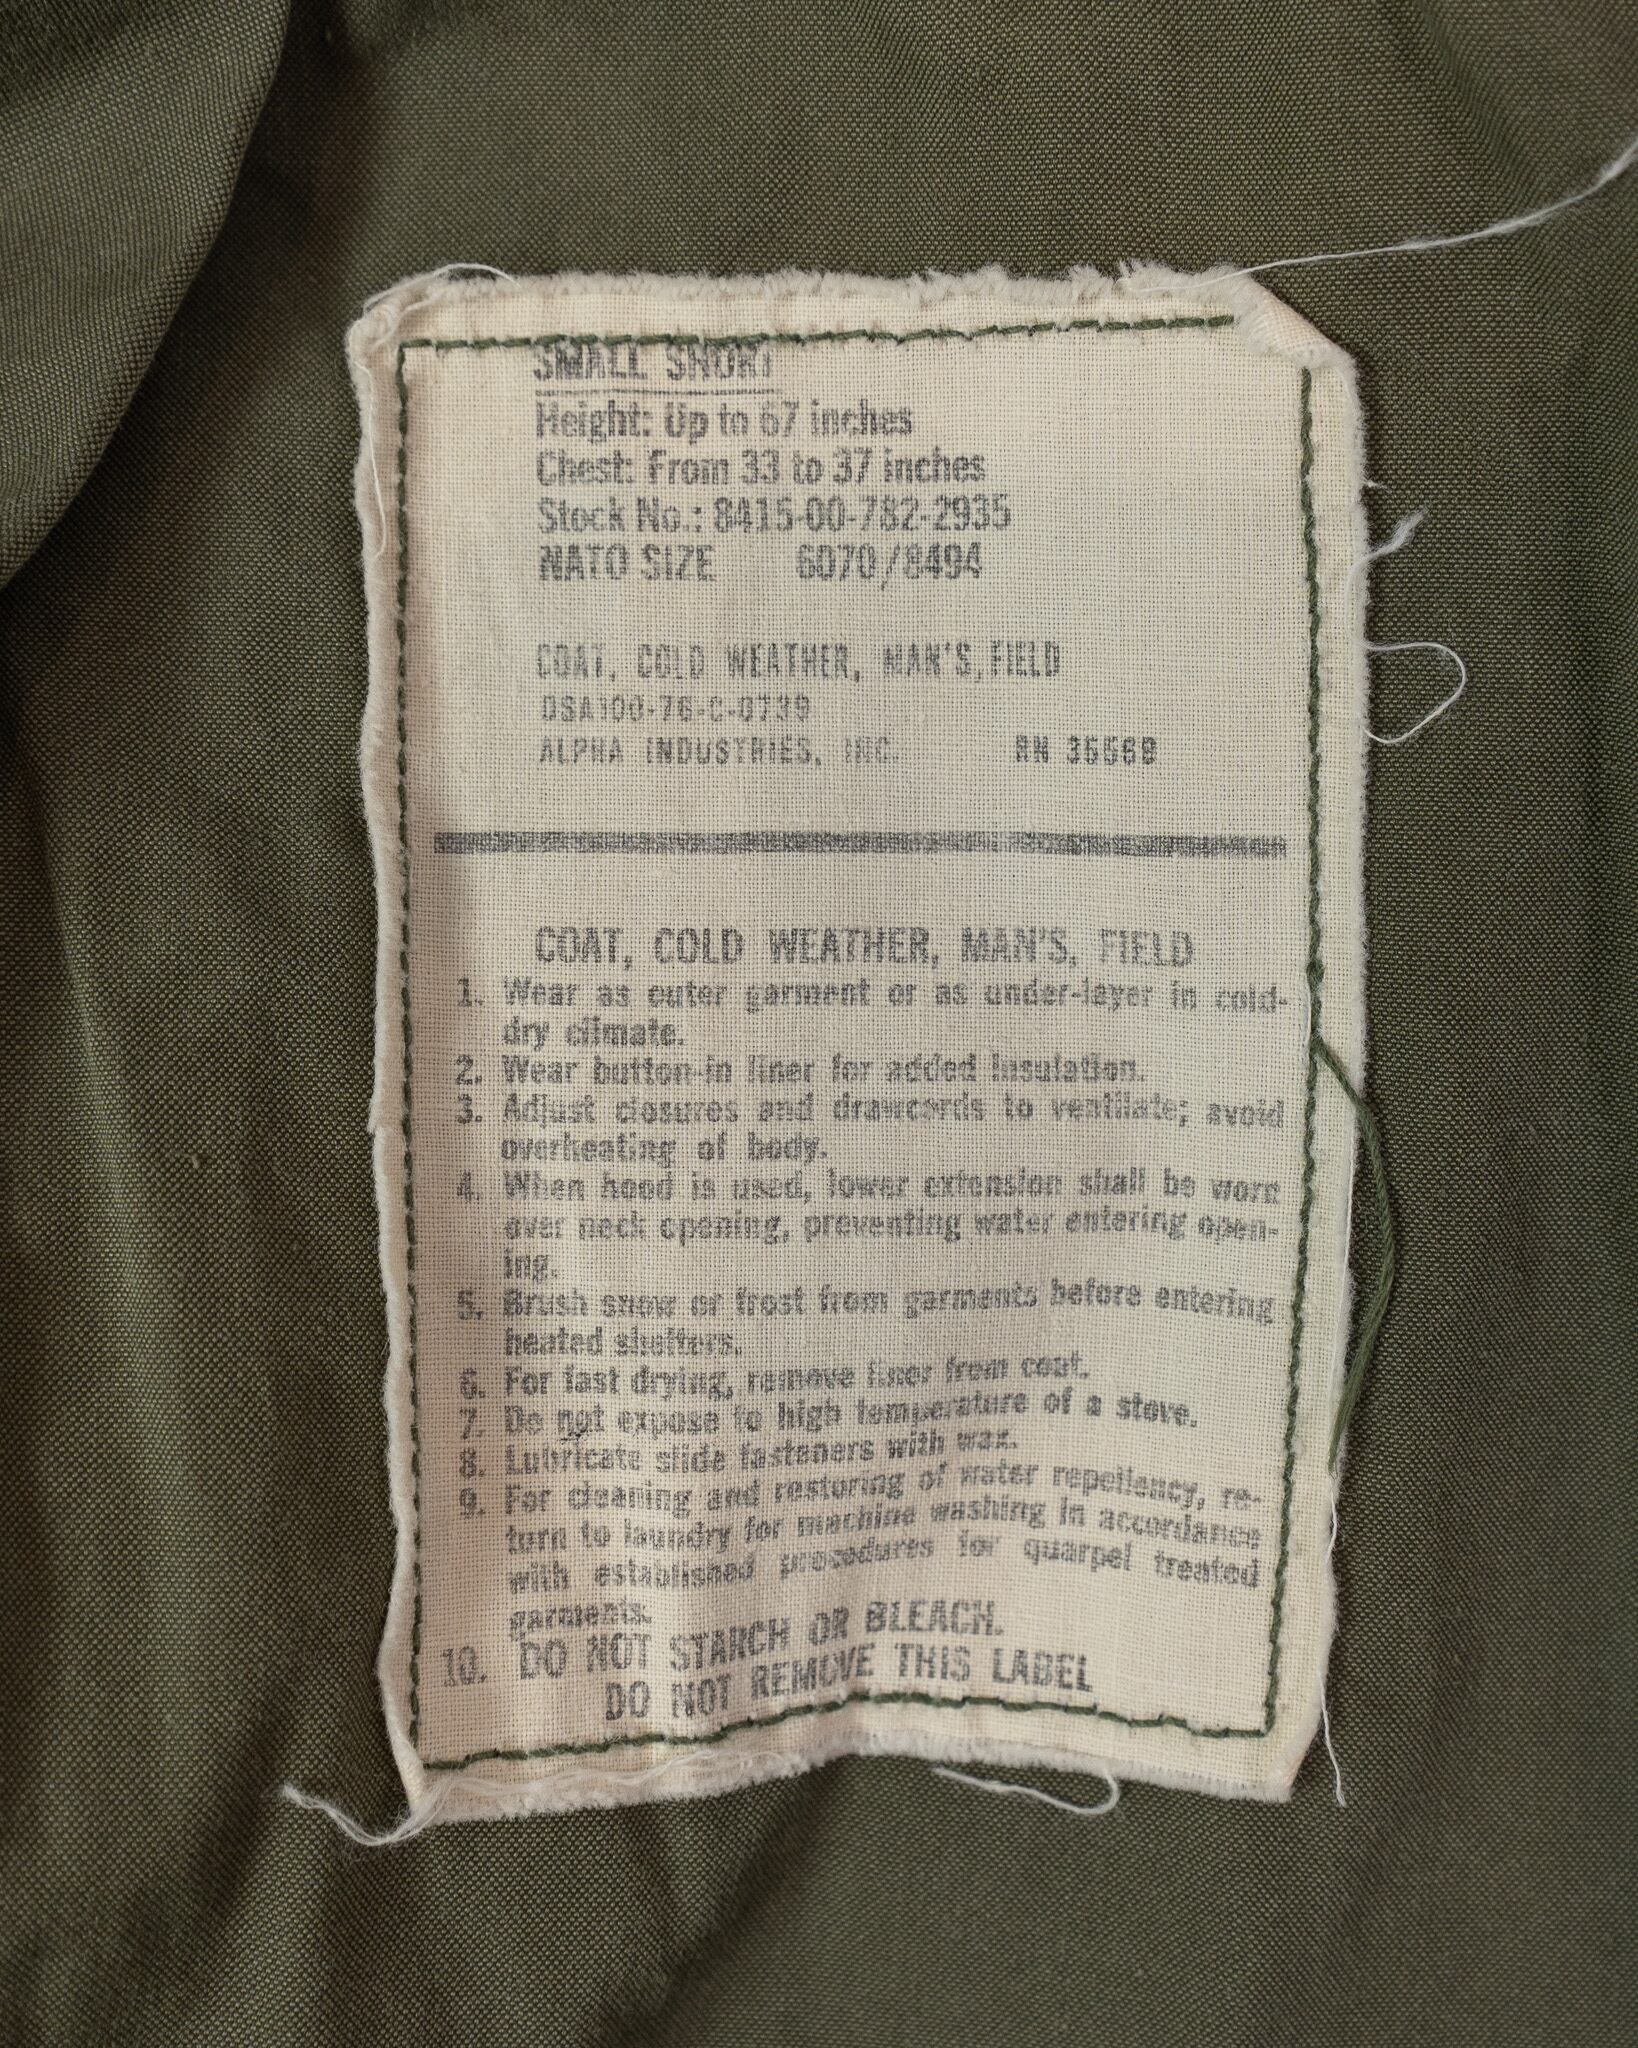 SMALL SHORT
Height: Up to 67 inches
Chest: From 33 to 37 inches
Stock No.: 8415-00-782-2935
NATO SIZE 6070/8494
COAT, COLD WEATHER, MAN'S, FIELD
DSA100-76-C-0739
ALPHA INDUSTRIES, INC. RN 35568
COAT, COLD WEATHER, MAN'S, FIELD
1. Wear as outer garment or as under-layer in cold-
dry climate.
2. Wear button-in liner for added insulation.
3. Adjust closures and drawcords to ventilate; avoid
overheating of body.
4. When hood is used, lower extension shall be worn
over neck opening, preventing water entering open-
ing.
5. Brush snow or frost from garments before entering
heated shelters.
6. For fast drying, remove liner from coat.
7. Do not expose to high temperature of a stove.
8. Lubricate slide fasteners with wax.
9. For cleaning and restoring of water repellency, re-
turn to laundry for machine washing in accordance
with established procedures for quarpel treated
garments.
10. DO NOT STARCH OR BLEACH.
DO NOT REMOVE THIS LABEL